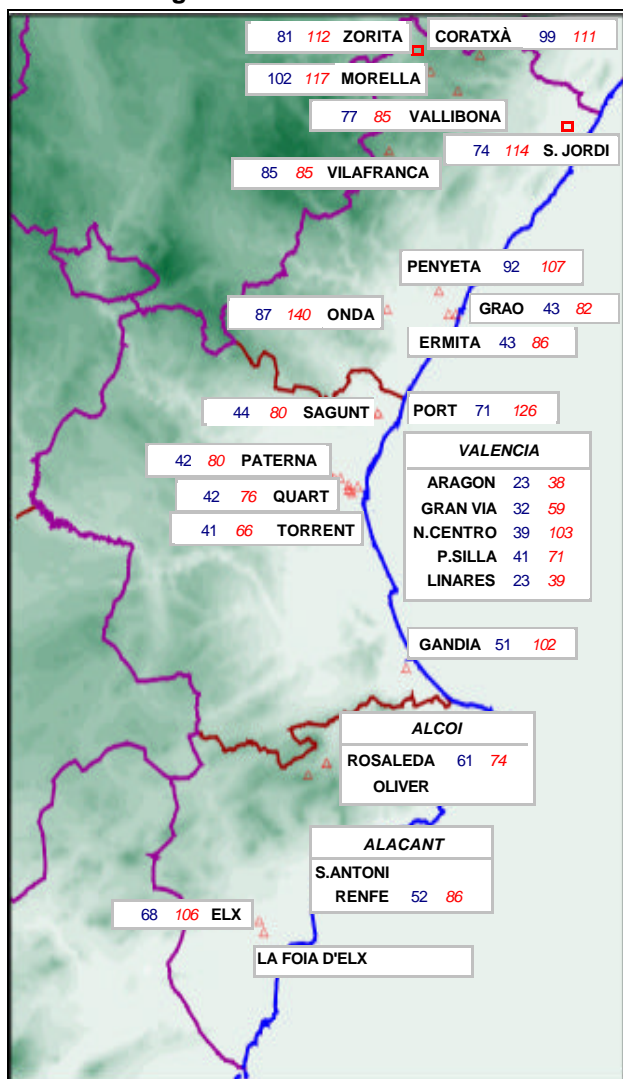 81 112 ZORITA
CORATXÀ 99 111
102 117 MORELLA
77 85 VALLIBONA
74 114 S. JORDI
85 85 VILAFRANCA
PENYETA 92 107
87 140 ONDA
GRAO 43 82
ERMITA 43 86
44 80 SAGUNT
PORT 71 126
42 80 PATERNA
42 76 QUART
41 66 TORRENT
VALENCIA
ARAGON 23 38
GRAN VIA 32 59
N.CENTRO 39 103
P.SILLA 41 71
LINARES 23 39
GANDIA 51 102
ALCOI
ROSALEDA 61 74
OLIVER
ALACANT
S.ANTONI
RENFE 52 86
68 106 ELX
LA FOIA D'ELX